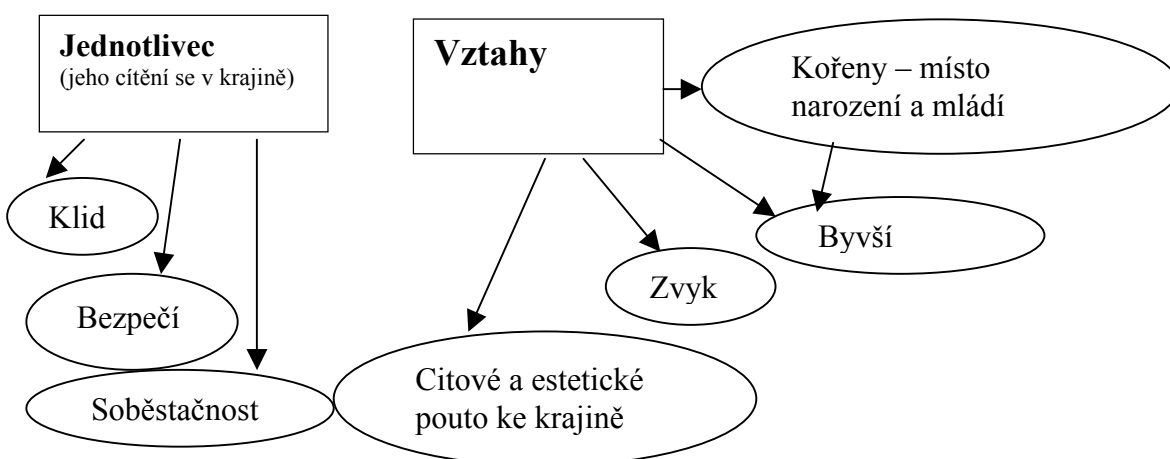 Jednotlivec
(jeho cítění se v krajině)
Vztahy
Kořeny – místo
narození a mládí
Klid
Byvší
Zvyk
Bezpečí
Citové a estetické
pouto ke krajině
Soběstačnost